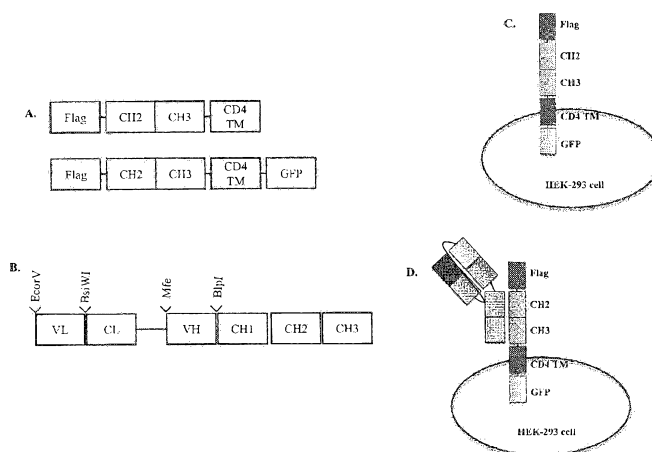 A.
Flag CH2 CH3 CD4 TM
Flag CH2 CH3 CD4 TM GFP
B.
EcorV BsiWI Mfe BlpI
VL CL VH CH1 CH2 CH3
C.
Flag
CH2
CH3
CD4 TM
GFP
HEK-293 cell
D.
Flag
CH2
CH3
CD4 TM
GFP
HEK-293 cell